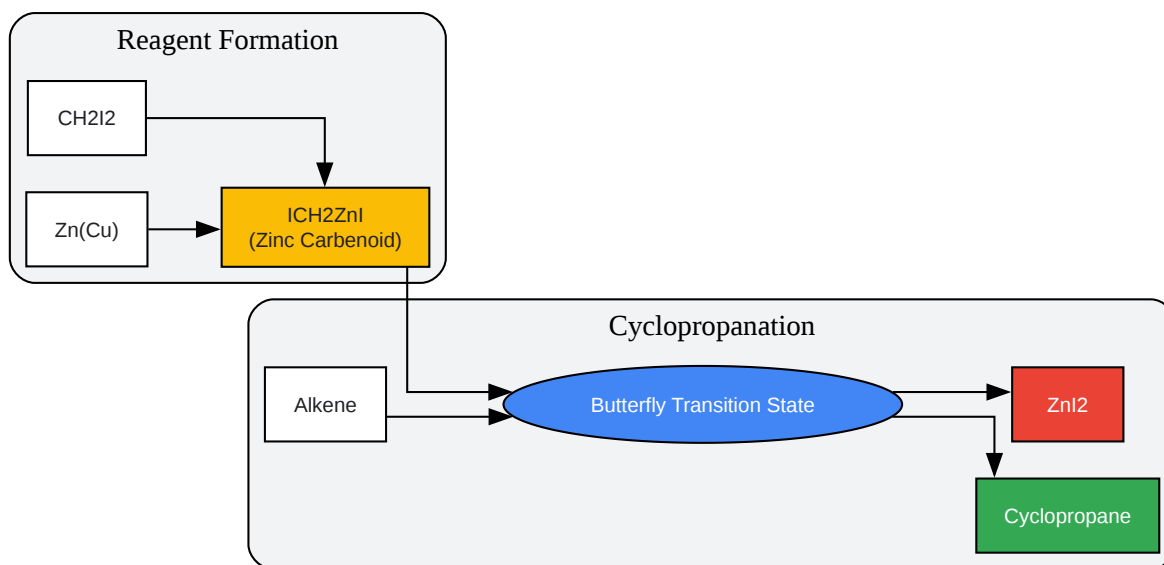 Reagent Formation
CH2I2
Zn(Cu)
ICH2ZnI
(Zinc Carbenoid)
Cyclopropanation
Alkene
Butterfly Transition State
ZnI2
Cyclopropane